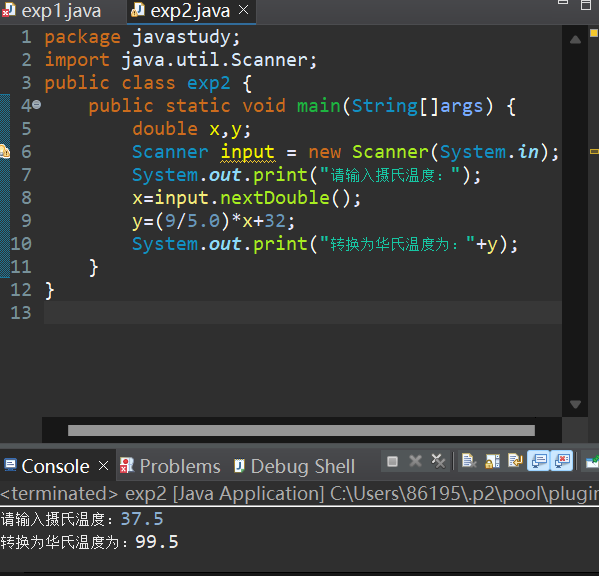 exp1.java exp2.java
1 package javastudy;
2 import java.util.Scanner;
3 public class exp2 {
4 public static void main(String[]args) {
5 double x,y;
6 Scanner input = new Scanner(System.in);
7 System.out.print("请输入摄氏温度：");
8 x=input.nextDouble();
9 y=(9/5.0)*x+32;
10 System.out.print("转换为华氏温度为："+y);
11 }
12 }
13
Console Problems Debug Shell
<terminated> exp2 [Java Application] C:\Users\86195\.p2\pool\plugin
请输入摄氏温度：37.5
转换为华氏温度为：99.5